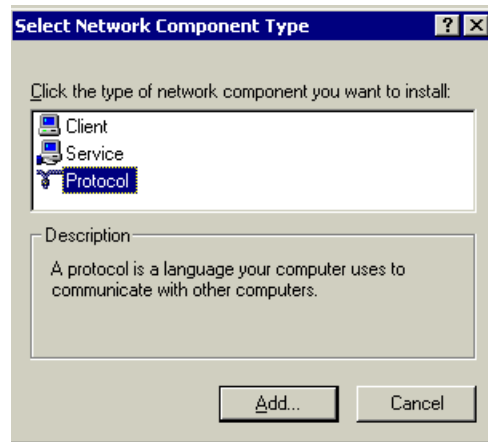 Select Network Component Type
Click the type of network component you want to install:
Client
Service
Protocol
Description
A protocol is a language your computer uses to
communicate with other computers.
Add... Cancel